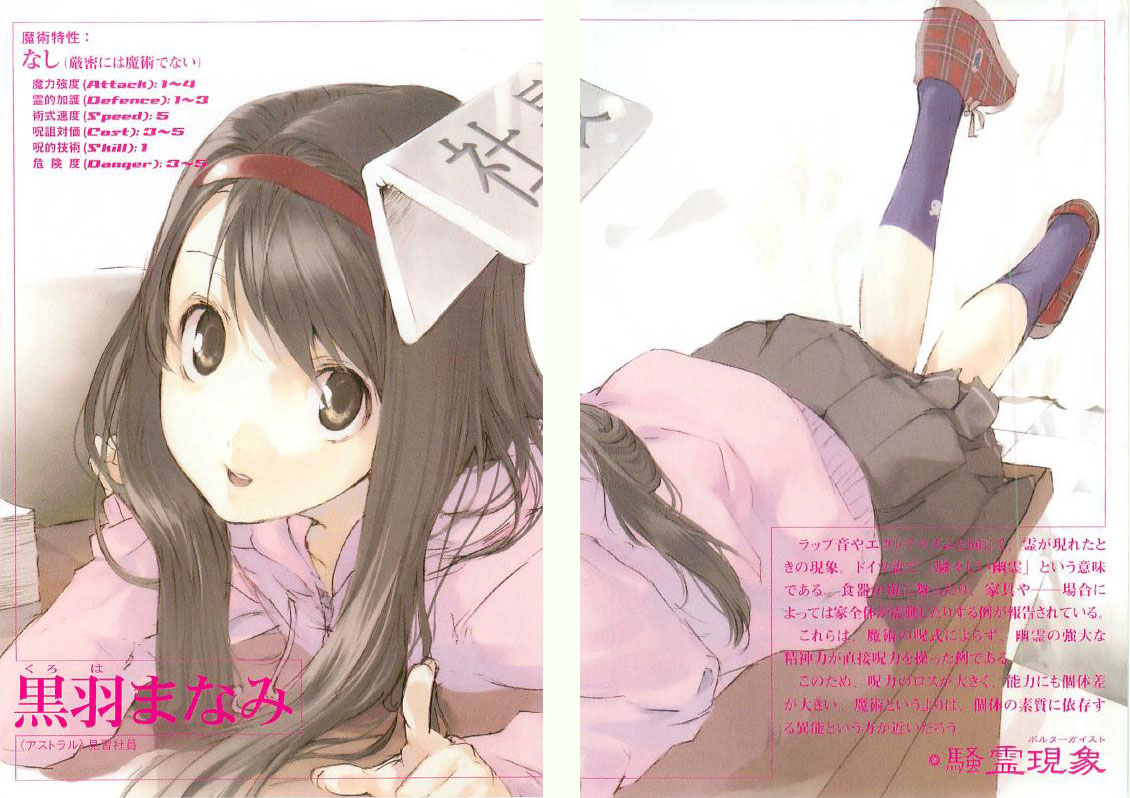 魔術特性：
なし（厳密には魔術でない）
魔力強度(Attack): 1~4
霊的加護(Defence): 1~3
術式速度(Speed): 5
呪詛対価(Cost): 3~5
呪的技術(Skill): 1
危険度(Danger): 3~5
社長
くろは
黒羽まなみ
〈アストラル〉見習社員
ラップ音やエクトプラズムと同じく、霊が現れたと
きの現象。ドイツ語で「騒々しい幽霊」という意味
である。食器が宙に舞ったり、家具や――場合に
よっては家全体が震動したりする例が報告されている。
これらは、魔術の呪式によらず、幽霊の強大な
精神力が直接呪力を操った例である。
このため、呪力のロスが大きく、能力にも個体差
が大きい。魔術というよりは、個体の素質に依存す
る異能という方が近いだろう
ポルターガイスト
騒霊現象